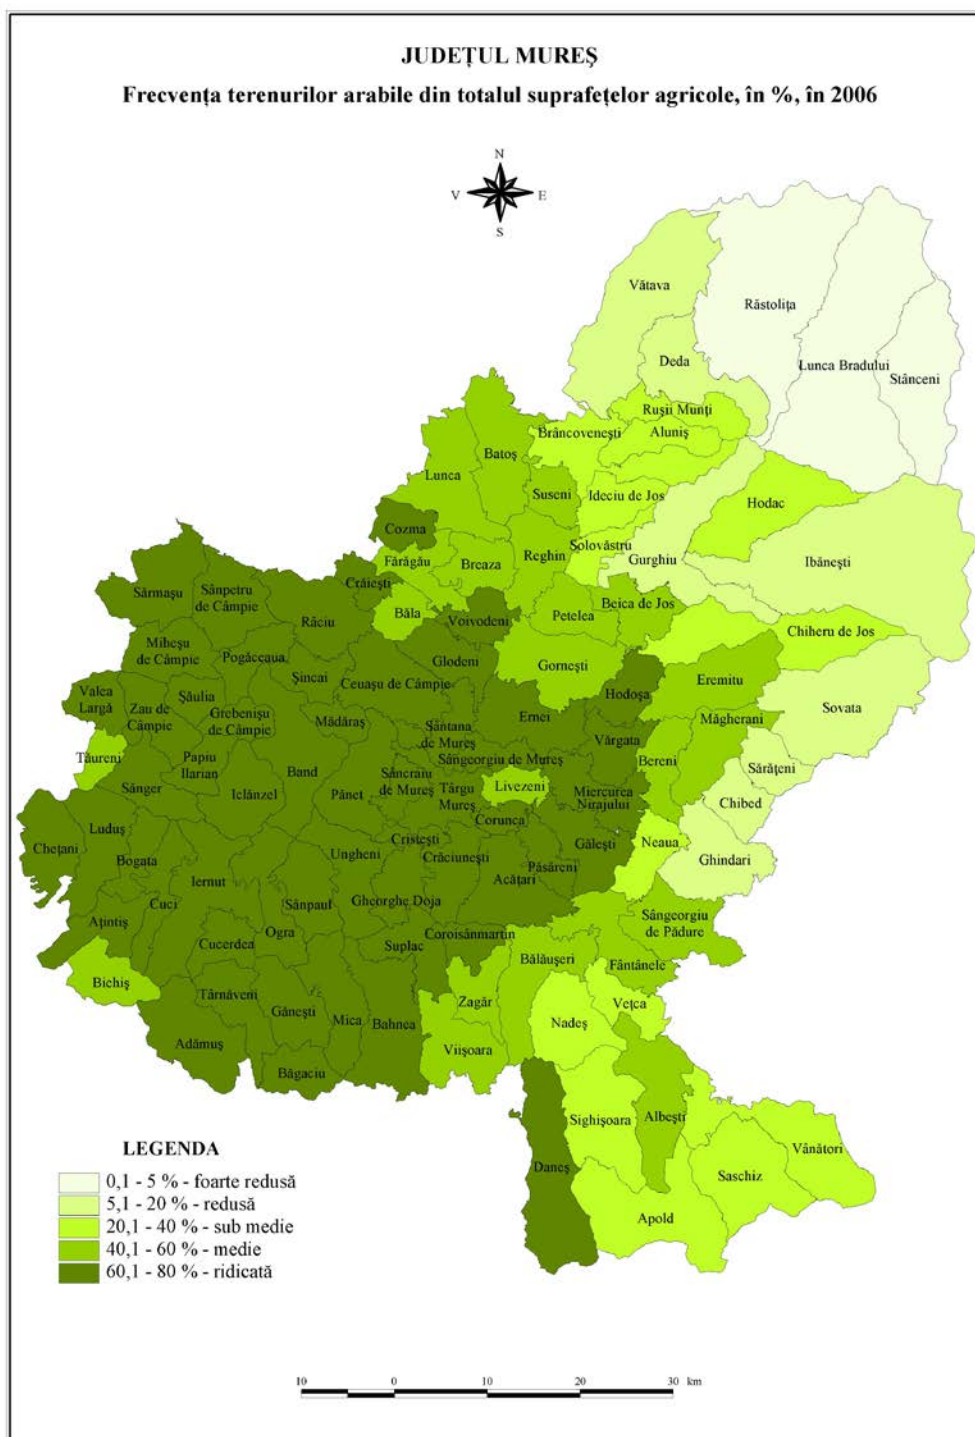 JUDEȚUL MUREȘ
Frecvența terenurilor arabile din totalul suprafețelor agricole, în %, în 2006
N
V
E
S
Vătava
Răstolița
Deda
Lunca Bradului
Stânceni
Rușii Munți
Brâncovenești
Aluniș
Batoș
Lunca
Suseni
Ideciu de Jos
Hodac
Cozma
Solovăstru
Reghin
Gurghiu
Ibănești
Fărăgău
Breaza
Crăiești
Sărmașu
Sânpetru
de Câmpie
Râciu
Băla
Voivodeni
Petelea
Beica de Jos
Chiheru de Jos
Miheșu
de Câmpie
Pogăceaua
Glodeni
Gornești
Șincai
Ceuașu de Câmpie
Eremitu
Valea
Largă
Zau de
Câmpie
Șăulia
Grebenișu
de Câmpie
Mădăraș
Hodoșa
Sovata
Ernei
Măgherani
Sântana
de Mureș
Vărgata
Tăureni
Papiu
Ilarian
Band
Sângeorgiu de Mureș
Bereni
Sărățeni
Sâncraiu
de Mureș
Târgu
Mureș
Livezeni
Miercurea
Nirajului
Sânger
Iclănzel
Pănet
Chibed
Luduș
Corunca
Chețani
Cristești
Gălești
Neaua
Bogata
Ungheni
Crăciunești
Păsăreni
Ghindari
Iernut
Acățari
Cuci
Sânpaul
Gheorghe Doja
Ațintiș
Sângeorgiu
de Pădure
Ogra
Coroisânmartin
Cucerdea
Suplac
Bălăușeri
Fântânele
Bichiș
Târnăveni
Zagăr
Vețca
Gănești
Mica
Bahnea
Nadeș
Adămuș
Viișoara
Băgaciu
Sighișoara
Albești
Vânători
Daneș
Saschiz
Apold
LEGENDA
0,1 - 5 % - foarte redusă
5,1 - 20 % - redusă
20,1 - 40 % - sub medie
40,1 - 60 % - medie
60,1 - 80 % - ridicată
10 0 10 20 30 km